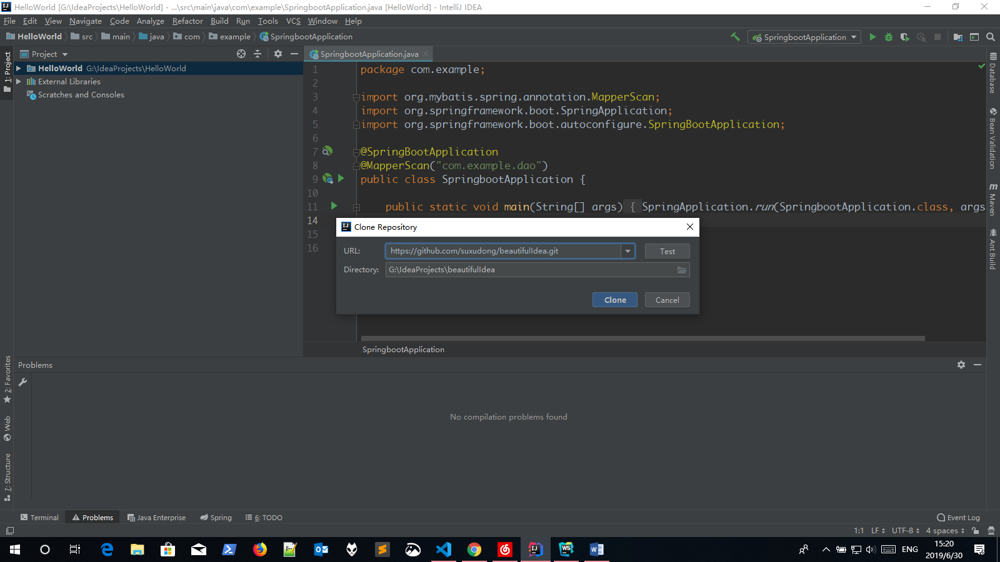 HelloWorld [G:\IdeaProjects\HelloWorld] - ...\src\main\java\com\example\SpringbootApplication.java [HelloWorld] - IntelliJ IDEA
File Edit View Navigate Code Analyze Refactor Build Run Tools VCS Window Help
HelloWorld src main java com example SpringbootApplication
SpringbootApplication
Project
SpringbootApplication.java
1: Project
HelloWorld G:\IdeaProjects\HelloWorld
External Libraries
Scratches and Consoles
1 package com.example;
2
3 import org.mybatis.spring.annotation.MapperScan;
4 import org.springframework.boot.SpringApplication;
5 import org.springframework.boot.autoconfigure.SpringBootApplication;
6
7 @SpringBootApplication
8 @MapperScan("com.example.dao")
9 public class SpringbootApplication {
10
11 public static void main(String[] args) { SpringApplication.run(SpringbootApplication.class, args
14
15
16
Database
Bean Validation
Maven
Ant Build
Clone Repository
URL: https://github.com/suxudong/beautifulIdea.git Test
Directory: G:\IdeaProjects\beautifulIdea
Clone Cancel
SpringbootApplication
Problems
No compilation problems found
2: Favorites
Web
7: Structure
Terminal Problems Java Enterprise Spring 6: TODO Event Log
1:1 LF UTF-8 4 spaces
ENG
15:20
2019/6/30